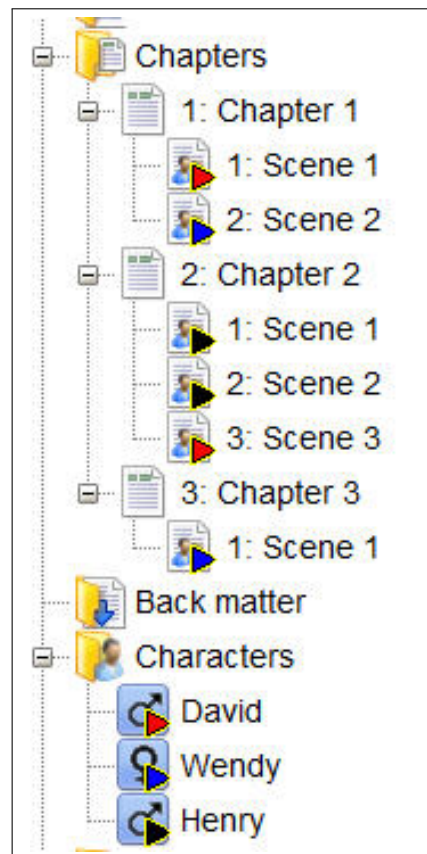 Chapters
1: Chapter 1
1: Scene 1
2: Scene 2
2: Chapter 2
1: Scene 1
2: Scene 2
3: Scene 3
3: Chapter 3
1: Scene 1
Back matter
Characters
David
Wendy
Henry